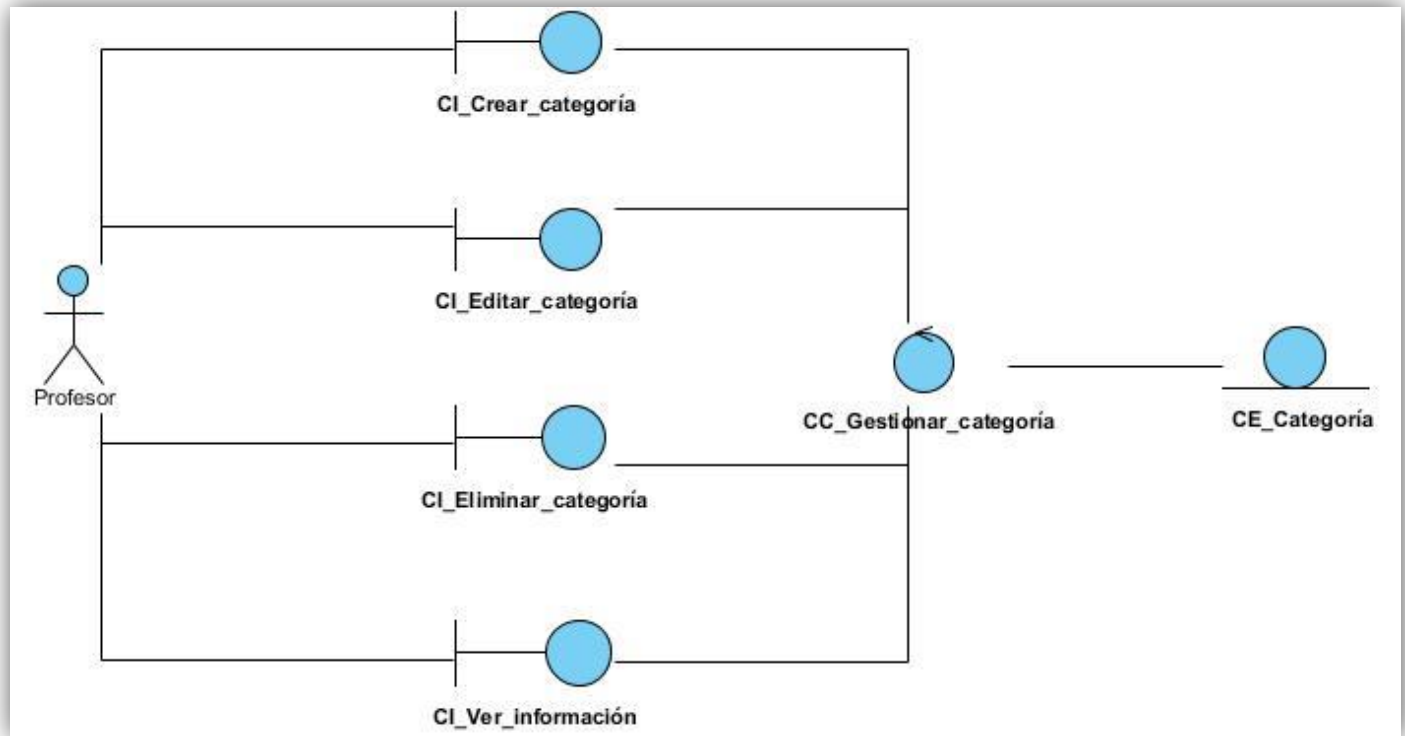 CI_Crear_categoría
CI_Editar_categoría
Profesor
CC_Gestionar_categoría
CE_Categoría
CI_Eliminar_categoría
CI_Ver_información